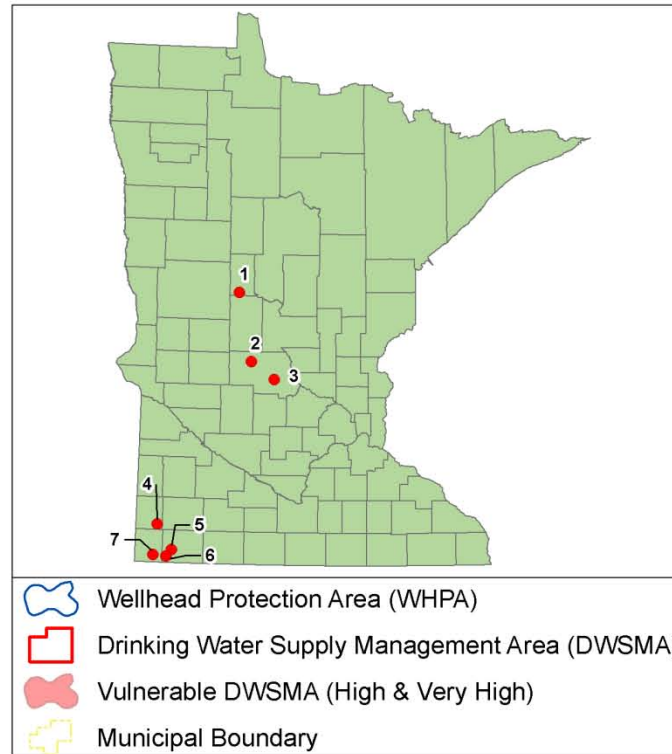 1
2
3
4
5
7
6
Wellhead Protection Area (WHPA)
Drinking Water Supply Management Area (DWSMA
Vulnerable DWSMA (High & Very High)
Municipal Boundary